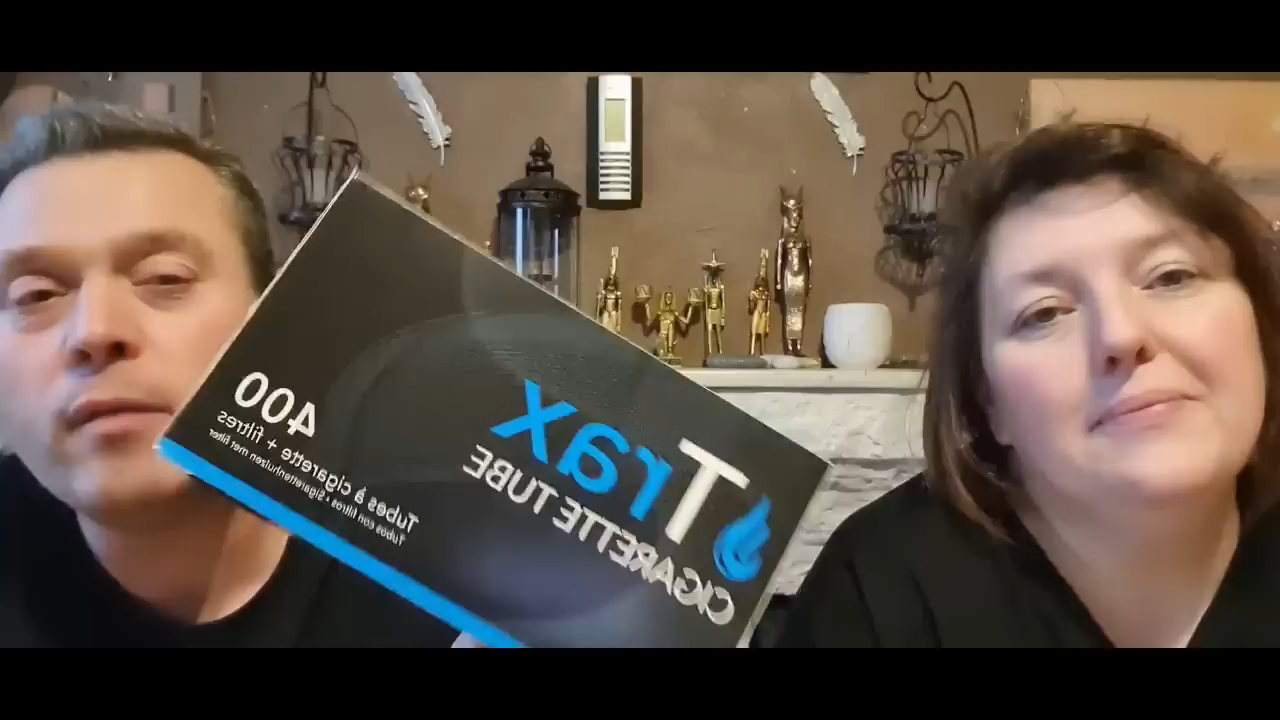 Trax
CIGARETTE TUBE
400
Tubes à cigarette + filtres
Tubos con filtros • Sigarettenhulzen met filter